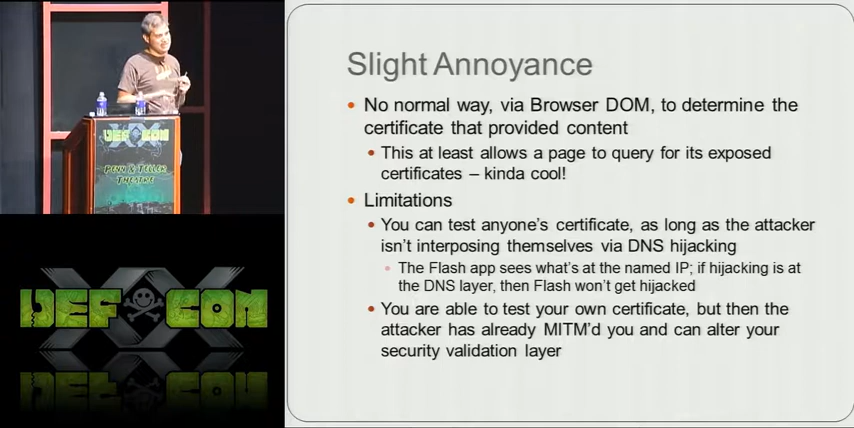 DEF CON
Penn & Teller
Theatre
DEF CON
XX
Slight Annoyance
• No normal way, via Browser DOM, to determine the
certificate that provided content
• This at least allows a page to query for its exposed
certificates – kinda cool!
• Limitations
• You can test anyone's certificate, as long as the attacker
isn't interposing themselves via DNS hijacking
• The Flash app sees what's at the named IP; if hijacking is at
the DNS layer, then Flash won't get hijacked
• You are able to test your own certificate, but then the
attacker has already MITM'd you and can alter your
security validation layer